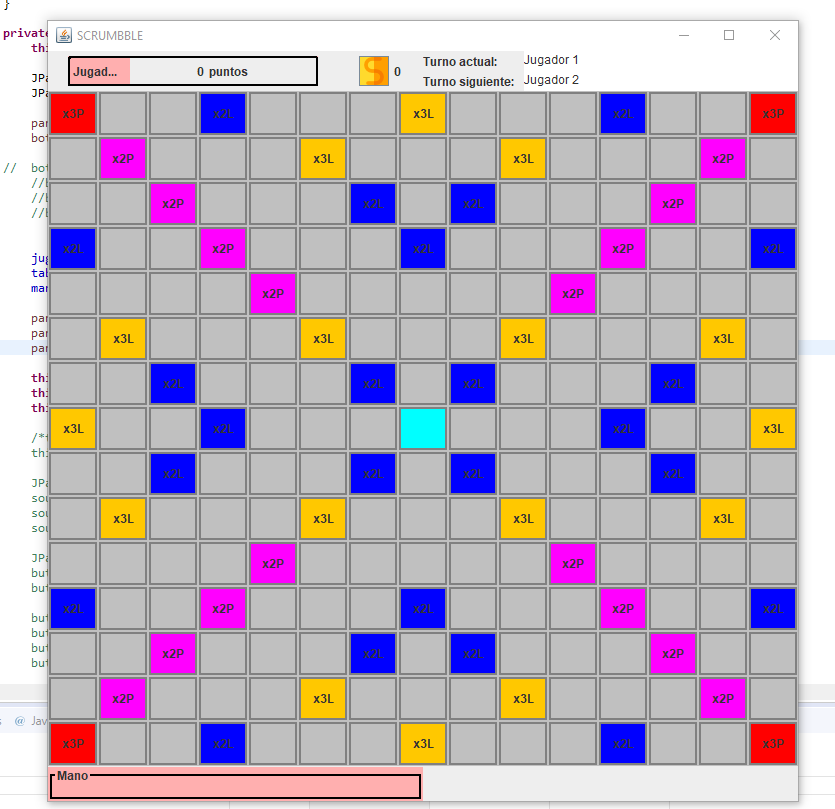 }
private
SCRUMBBLE
Jugad... 0 puntos 0 Turno actual: Jugador 1
Turno siguiente: Jugador 2
x3P x2L x3L x2L x3P
x2P x3L x3L x2P
x2P x2L x2L x2P
x2L x2P x2L x2P x2L
x2P x2P
x3L x3L x3L x3L
x2L x2L x2L x2L
x3L x2L x2L x3L
x2L x2L x2L x2L
x3L x3L x3L x3L
x2P x2P
x2L x2P x2L x2P x2L
x2P x2L x2L x2P
x2P x3L x3L x2P
x3P x2L x3L x2L x3P
Mano